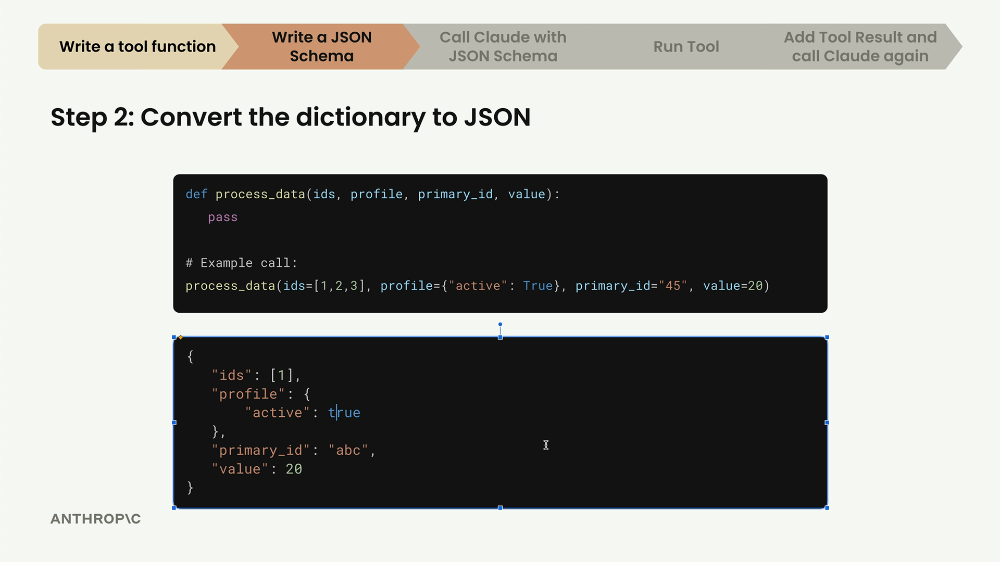 Write a tool function
Write a JSON
Schema
Call Claude with
JSON Schema
Run Tool
Add Tool Result and
call Claude again
Step 2: Convert the dictionary to JSON
def process_data(ids, profile, primary_id, value):
pass
# Example call:
process_data(ids=[1,2,3], profile={"active": True}, primary_id="45", value=20)
{
"ids": [1],
"profile": {
"active": true
},
"primary_id": "abc",
"value": 20
}
ANTHROP\C